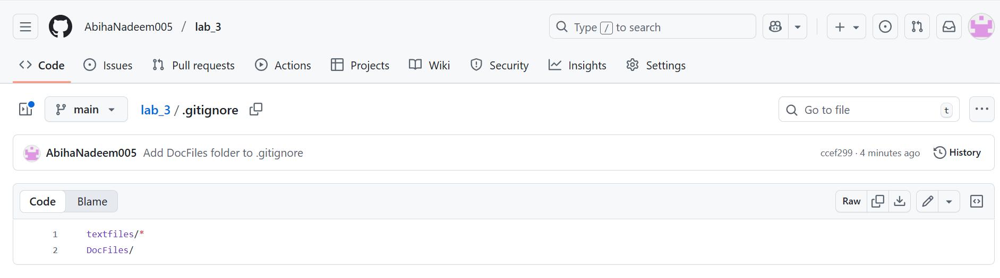 AbihaNadeem005 / lab_3
Type / to search
Code Issues Pull requests Actions Projects Wiki Security Insights Settings
main
lab_3 / .gitignore
Go to file t
AbihaNadeem005 Add DocFiles folder to .gitignore
ccef299 · 4 minutes ago
History
Code Blame
Raw
1 textfiles/*
2 DocFiles/